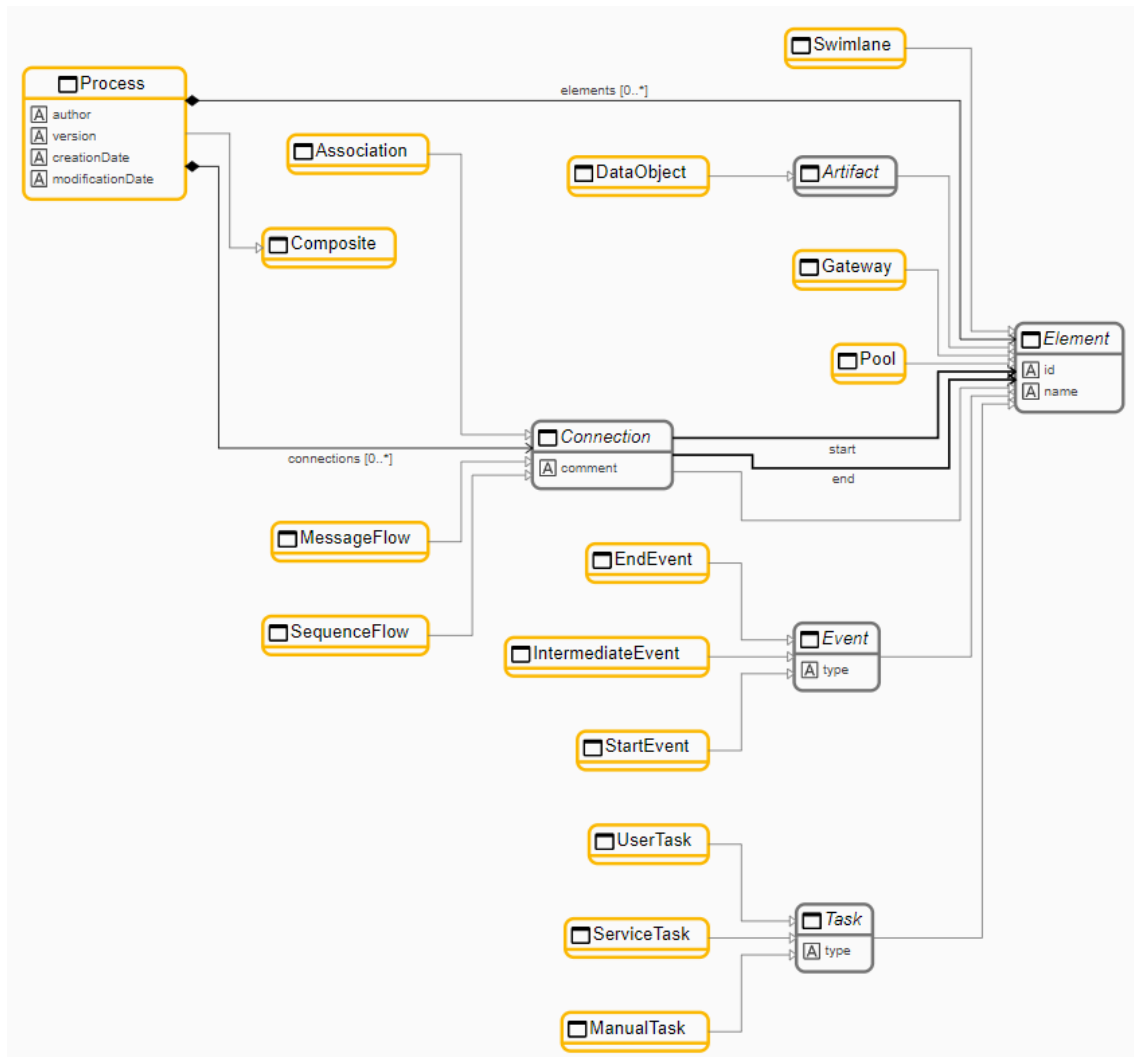 Swimlane
Process
elements [0..*]
A author
A version
A creationDate
A modificationDate
Association
DataObject
Artifact
Composite
Gateway
Element
A id
A name
Pool
Connection
A comment
start
end
connections [0..*]
MessageFlow
EndEvent
SequenceFlow
Event
A type
IntermediateEvent
StartEvent
UserTask
Task
A type
ServiceTask
ManualTask